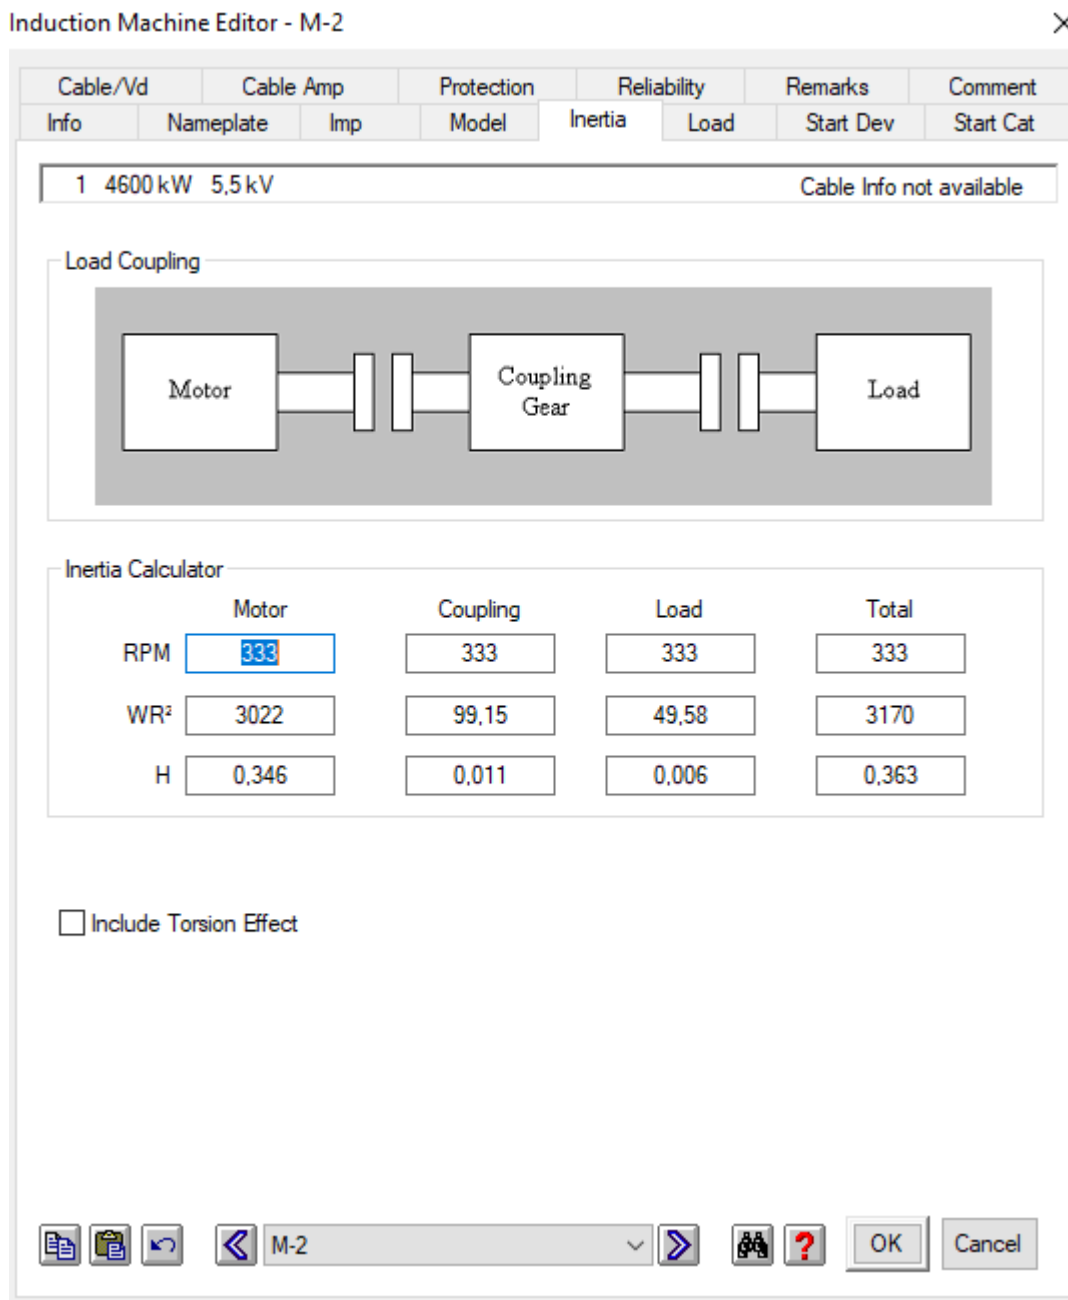 Induction Machine Editor - M-2
Cable/Vd Cable Amp Protection Reliability Remarks Comment
Info Nameplate Imp Model Inertia Load Start Dev Start Cat
1 4600 kW 5,5 kV Cable Info not available
Load Coupling
Motor
Coupling
Gear
Load
Inertia Calculator
Motor Coupling Load Total
RPM 333 333 333 333
WR² 3022 99,15 49,58 3170
H 0,346 0,011 0,006 0,363
Include Torsion Effect
M-2 ? OK Cancel